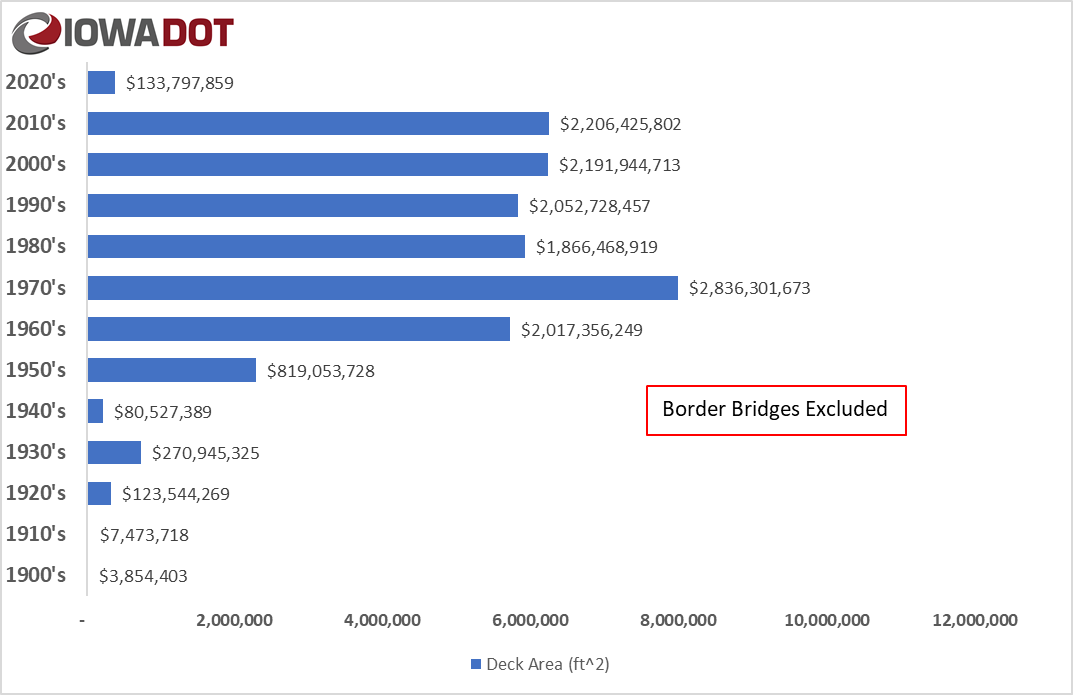 IOWADOT
2020's $133,797,859
2010's $2,206,425,802
2000's $2,191,944,713
1990's $2,052,728,457
1980's $1,866,468,919
1970's $2,836,301,673
1960's $2,017,356,249
1950's $819,053,728
1940's $80,527,389
Border Bridges Excluded
1930's $270,945,325
1920's $123,544,269
1910's $7,473,718
1900's $3,854,403
- 2,000,000 4,000,000 6,000,000 8,000,000 10,000,000 12,000,000
Deck Area (ft^2)